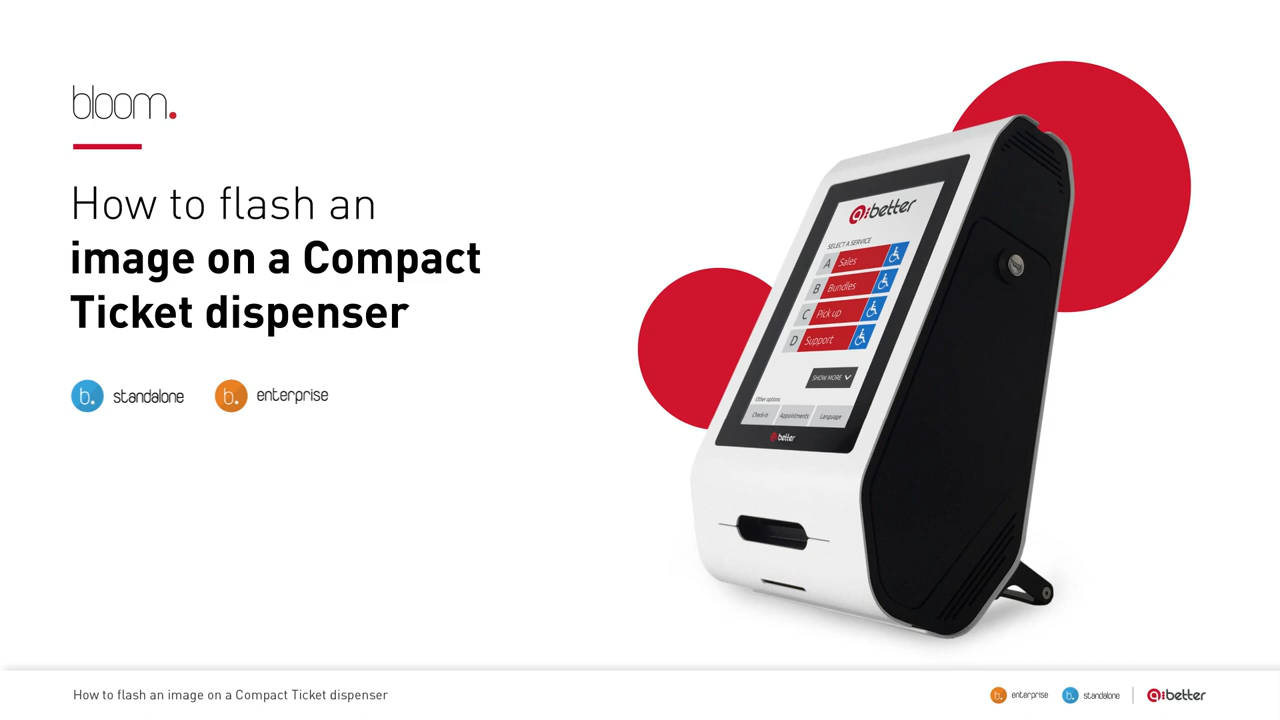 bloom.
How to flash an
image on a Compact
Ticket dispenser
b. standalone b. enterprise
q::better
SELECT A SERVICE
A Sales
B Bundles
C Pick up
D Support
SHOW MORE
Other options
Check-in Appointments Language
better
How to flash an image on a Compact Ticket dispenser
b. enterprise b. standalone q::better